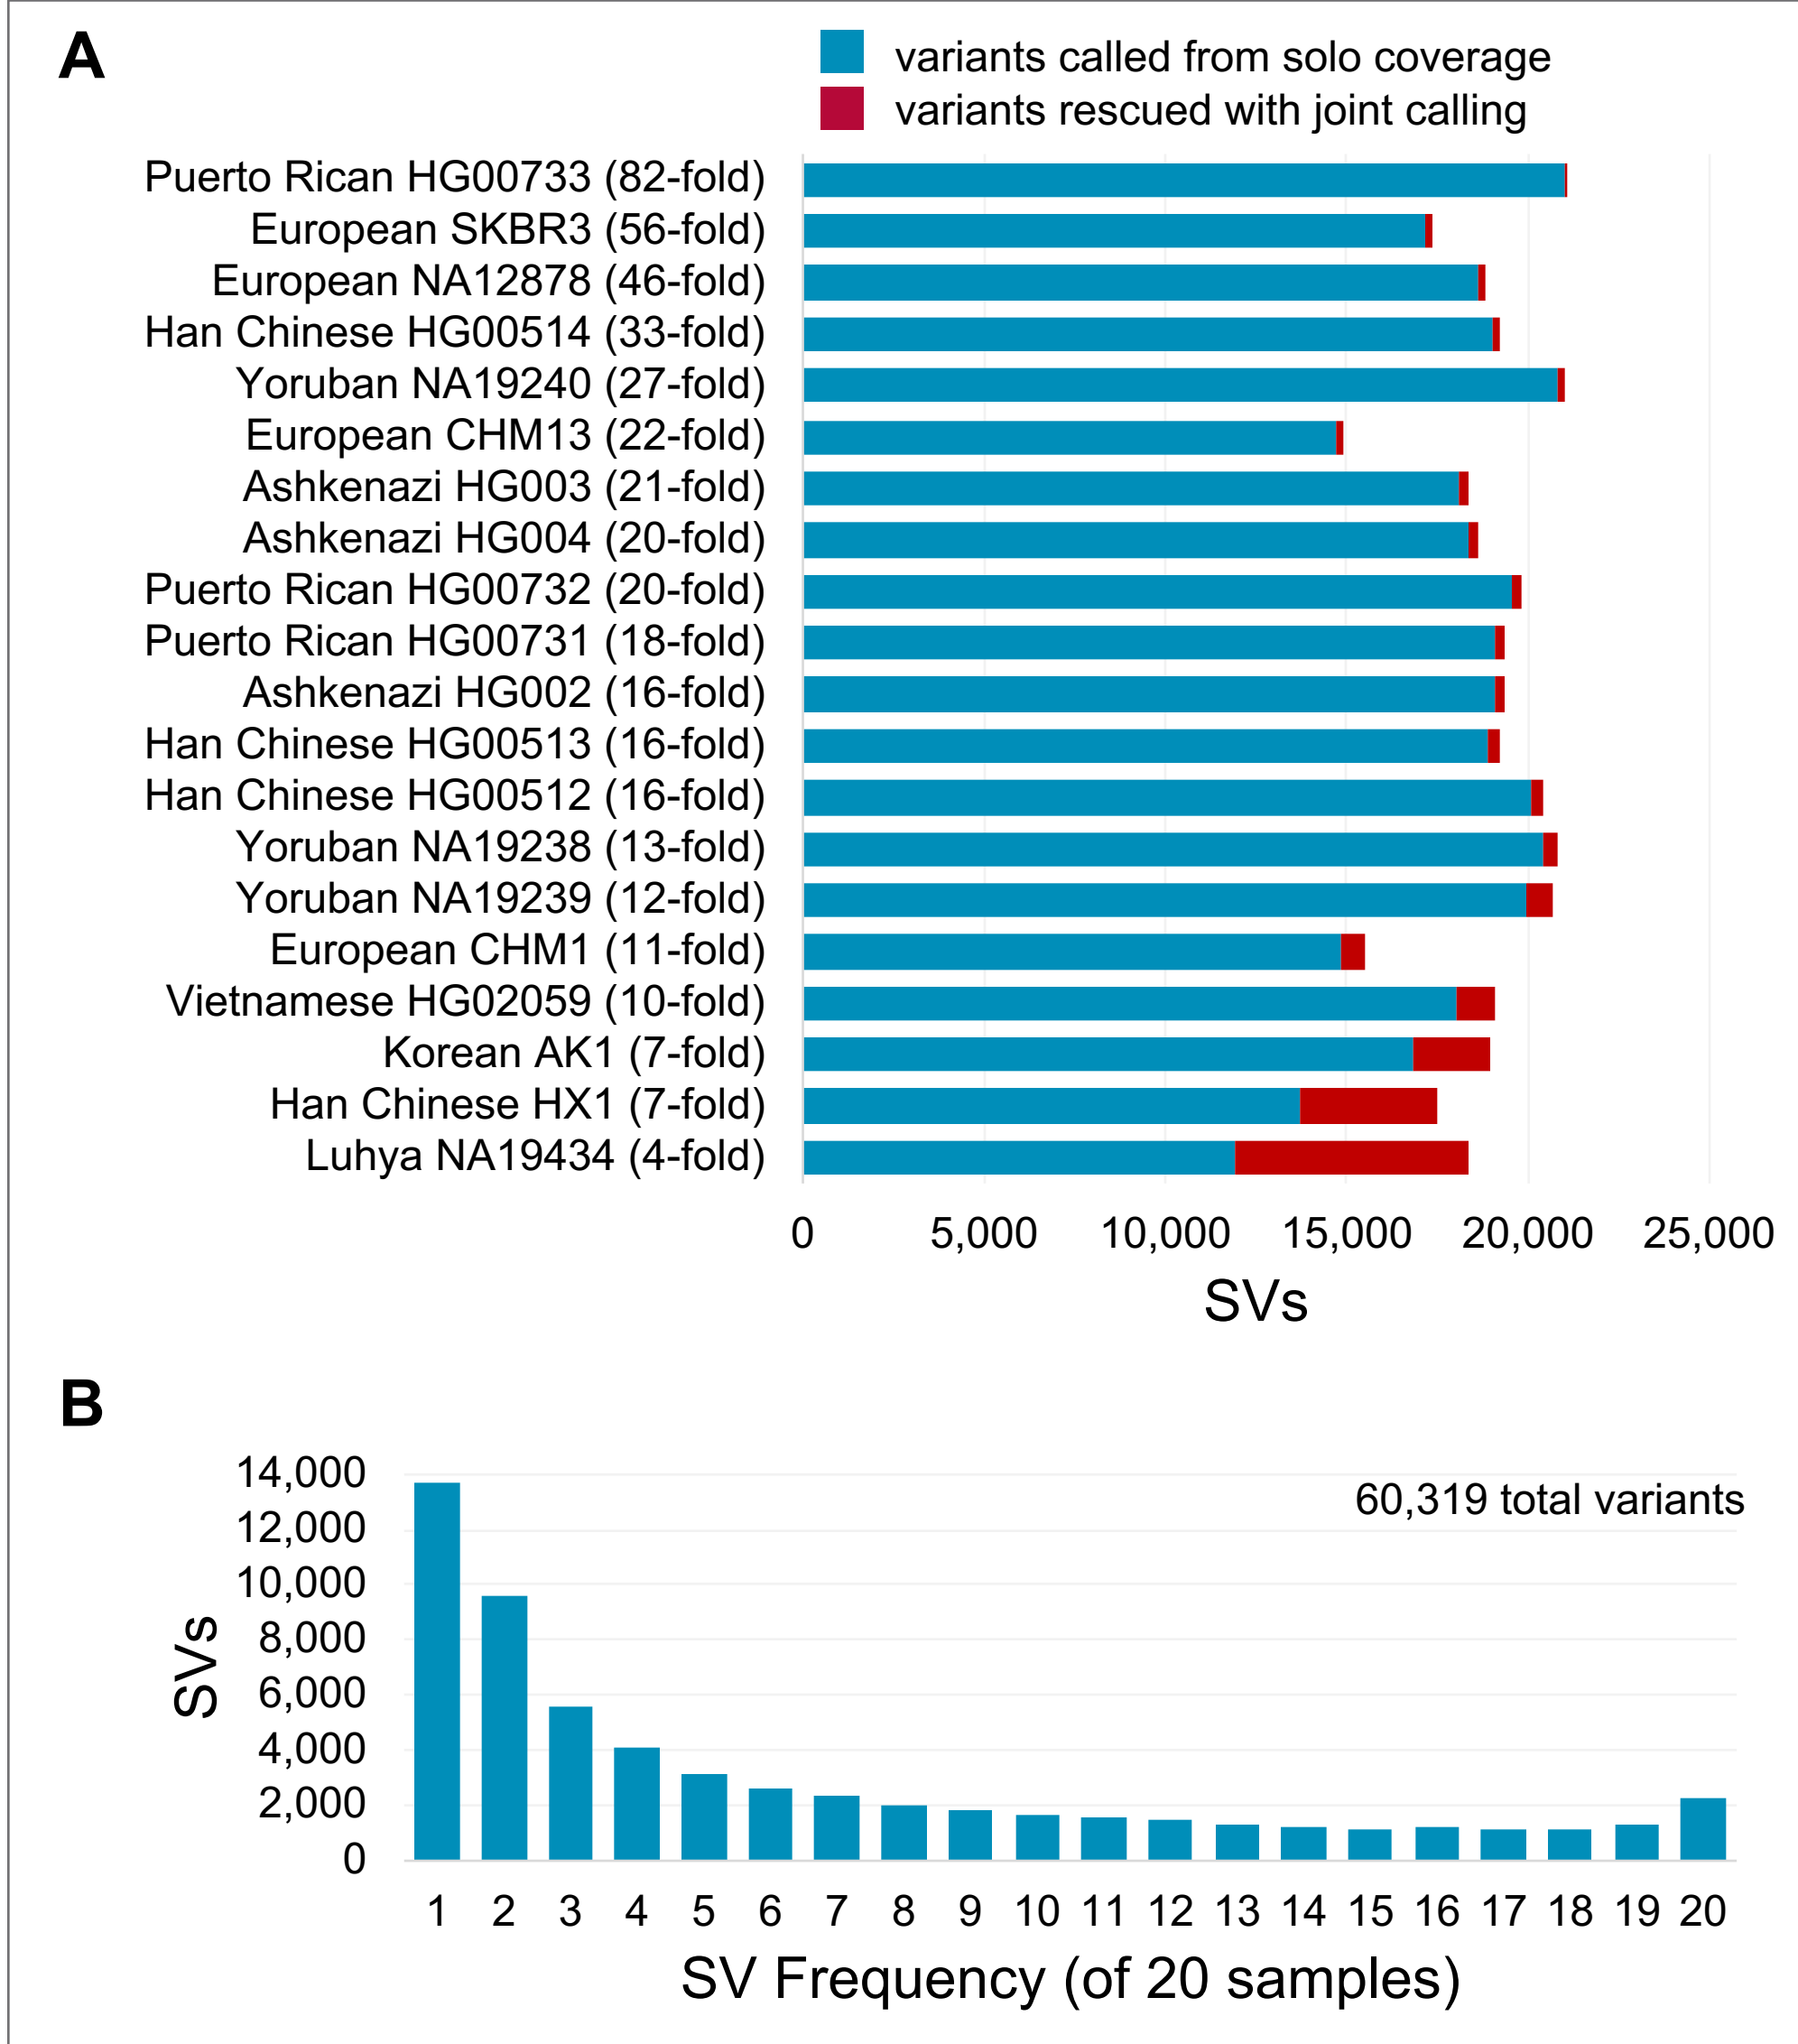 A
variants called from solo coverage
variants rescued with joint calling
Puerto Rican HG00733 (82-fold)
European SKBR3 (56-fold)
European NA12878 (46-fold)
Han Chinese HG00514 (33-fold)
Yoruban NA19240 (27-fold)
European CHM13 (22-fold)
Ashkenazi HG003 (21-fold)
Ashkenazi HG004 (20-fold)
Puerto Rican HG00732 (20-fold)
Puerto Rican HG00731 (18-fold)
Ashkenazi HG002 (16-fold)
Han Chinese HG00513 (16-fold)
Han Chinese HG00512 (16-fold)
Yoruban NA19238 (13-fold)
Yoruban NA19239 (12-fold)
European CHM1 (11-fold)
Vietnamese HG02059 (10-fold)
Korean AK1 (7-fold)
Han Chinese HX1 (7-fold)
Luhya NA19434 (4-fold)
0 5,000 10,000 15,000 20,000 25,000
SVs
B
60,319 total variants
14,000
12,000
10,000
8,000
6,000
4,000
2,000
0
SVs
1 2 3 4 5 6 7 8 9 10 11 12 13 14 15 16 17 18 19 20
SV Frequency (of 20 samples)